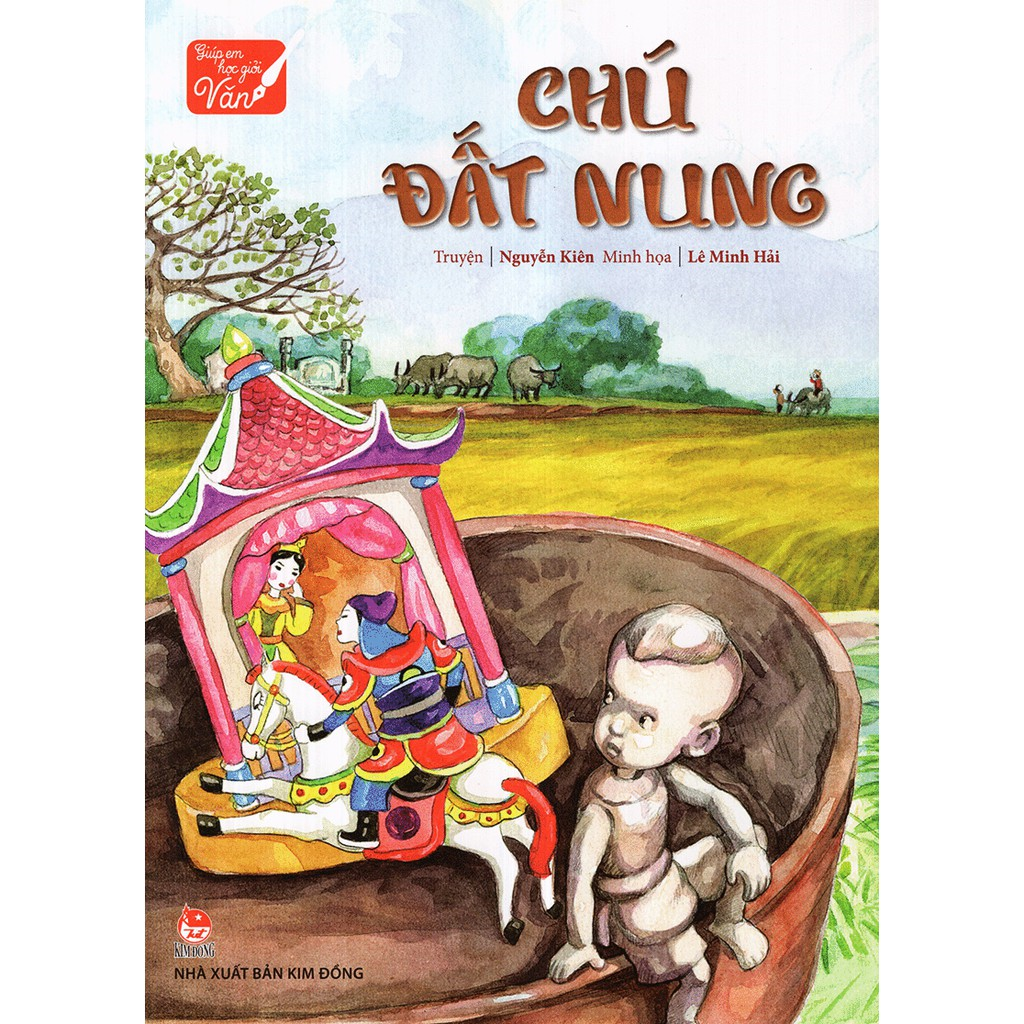 Giúp em
học giỏi
Văn
CHÚ
ĐẤT NUNG
Truyện | Nguyễn Kiên Minh họa | Lê Minh Hải
KIM ĐỒNG
NHÀ XUẤT BẢN KIM ĐỒNG